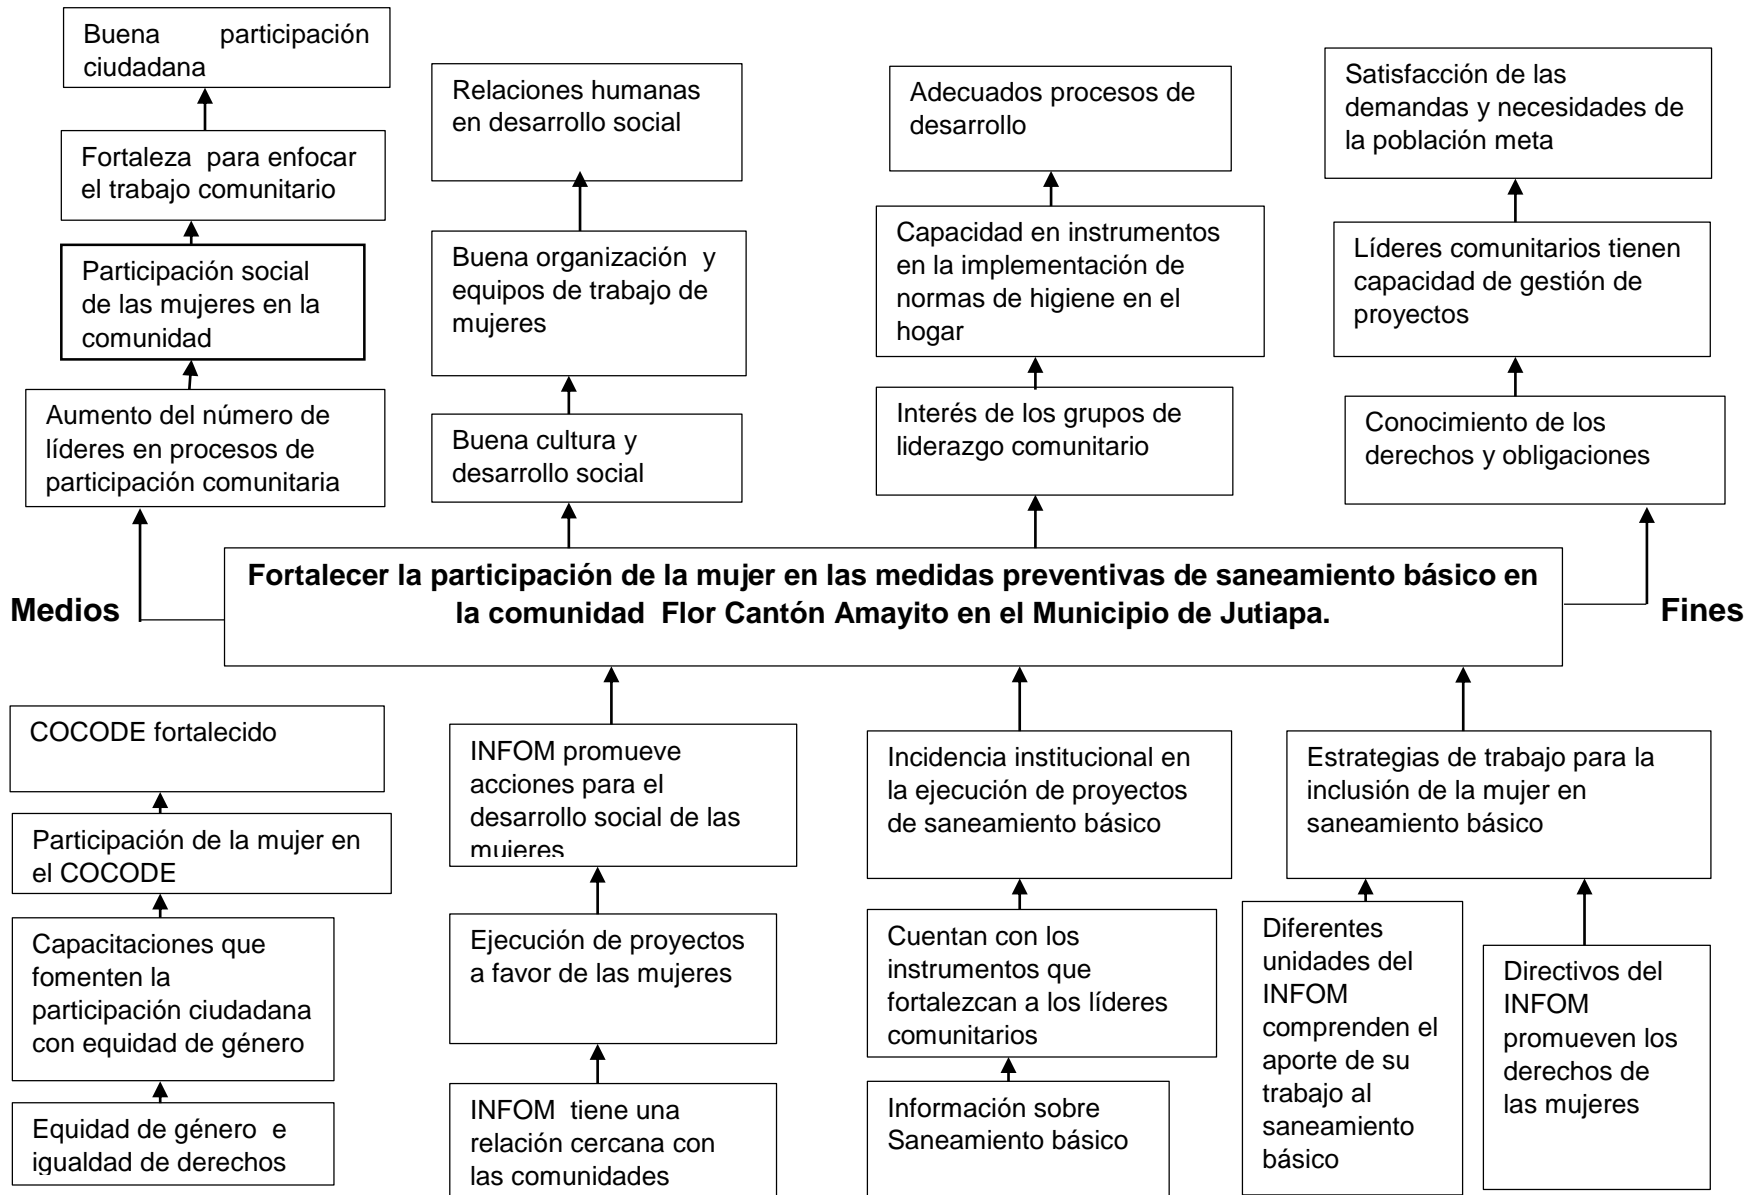 Buena participación
ciudadana
Fortaleza para enfocar
el trabajo comunitario
Participación social
de las mujeres en la
comunidad
Aumento del número de
líderes en procesos de
participación comunitaria
Relaciones humanas
en desarrollo social
Buena organización y
equipos de trabajo de
mujeres
Buena cultura y
desarrollo social
Adecuados procesos de
desarrollo
Capacidad en instrumentos
en la implementación de
normas de higiene en el
hogar
Interés de los grupos de
liderazgo comunitario
Satisfacción de las
demandas y necesidades de
la población meta
Líderes comunitarios tienen
capacidad de gestión de
proyectos
Conocimiento de los
derechos y obligaciones
Medios
Fortalecer la participación de la mujer en las medidas preventivas de saneamiento básico en
la comunidad Flor Cantón Amayito en el Municipio de Jutiapa.
Fines
COCODE fortalecido
Participación de la mujer en
el COCODE
Capacitaciones que
fomenten la
participación ciudadana
con equidad de género
Equidad de género e
igualdad de derechos
INFOM promueve
acciones para el
desarrollo social de las
mujeres
Ejecución de proyectos
a favor de las mujeres
INFOM tiene una
relación cercana con
las comunidades
Incidencia institucional en
la ejecución de proyectos
de saneamiento básico
Cuentan con los
instrumentos que
fortalezcan a los líderes
comunitarios
Información sobre
Saneamiento básico
Estrategias de trabajo para la
inclusión de la mujer en
saneamiento básico
Diferentes
unidades del
INFOM
comprenden el
aporte de su
trabajo al
saneamiento
básico
Directivos del
INFOM
promueven los
derechos de
las mujeres